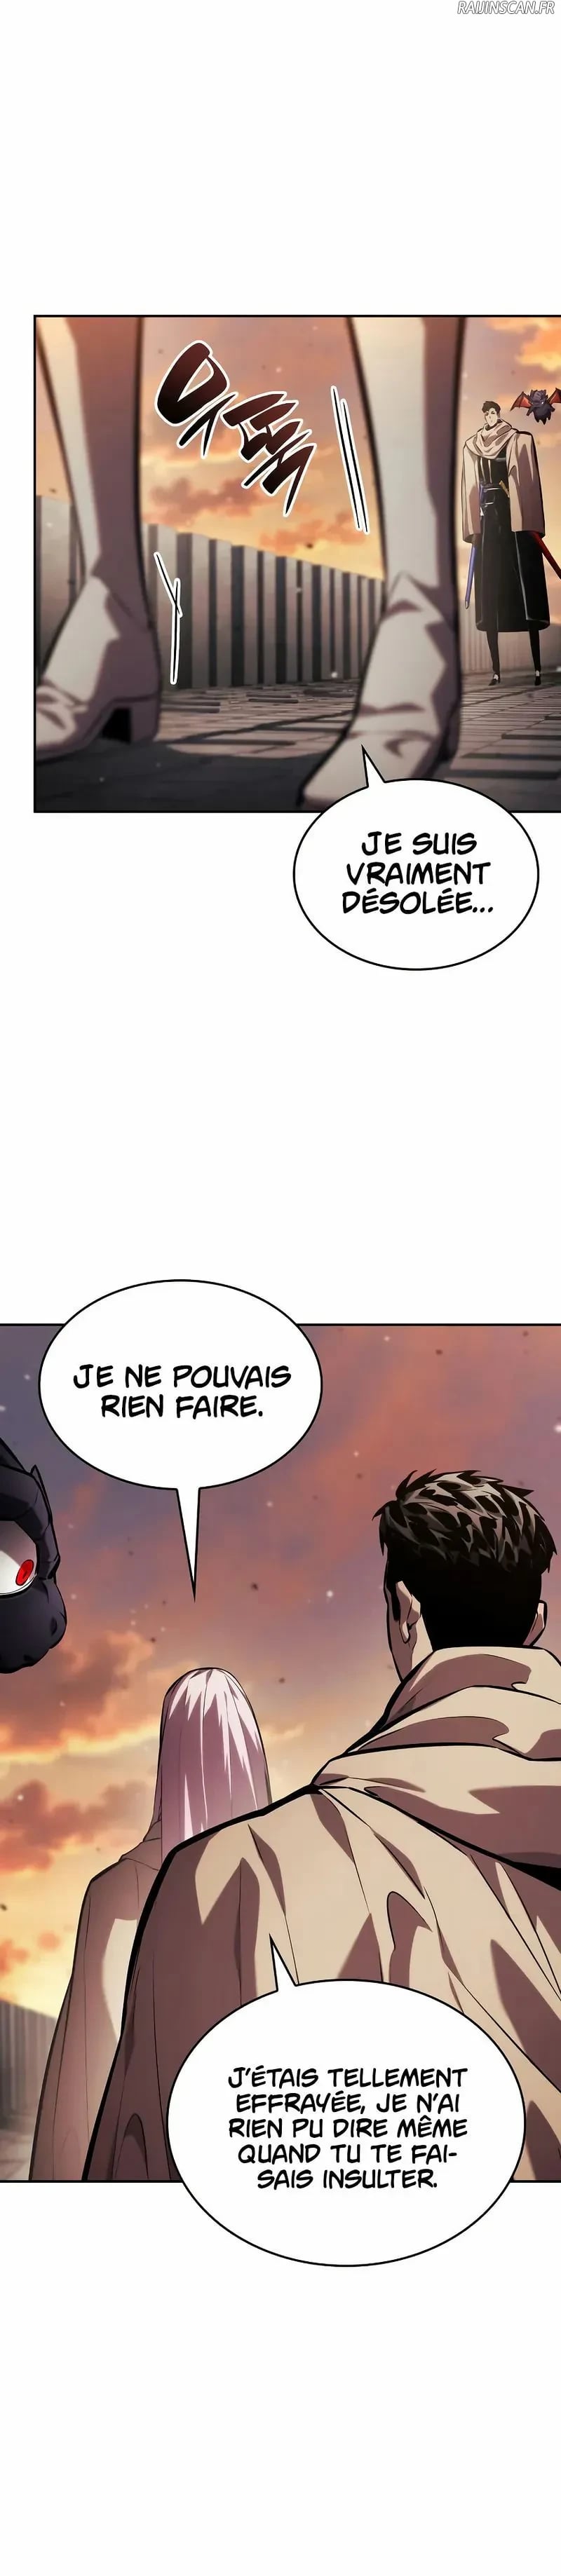 RAIJINSCAN.FR
JE SUIS
VRAIMENT
DÉSOLÉE...
JE NE POUVAIS
RIEN FAIRE.
J'ÉTAIS TELLEMENT
EFFRAYÉE, JE N'AI
RIEN PU DIRE MÊME
QUAND TU TE FAI-
SAIS INSULTER.